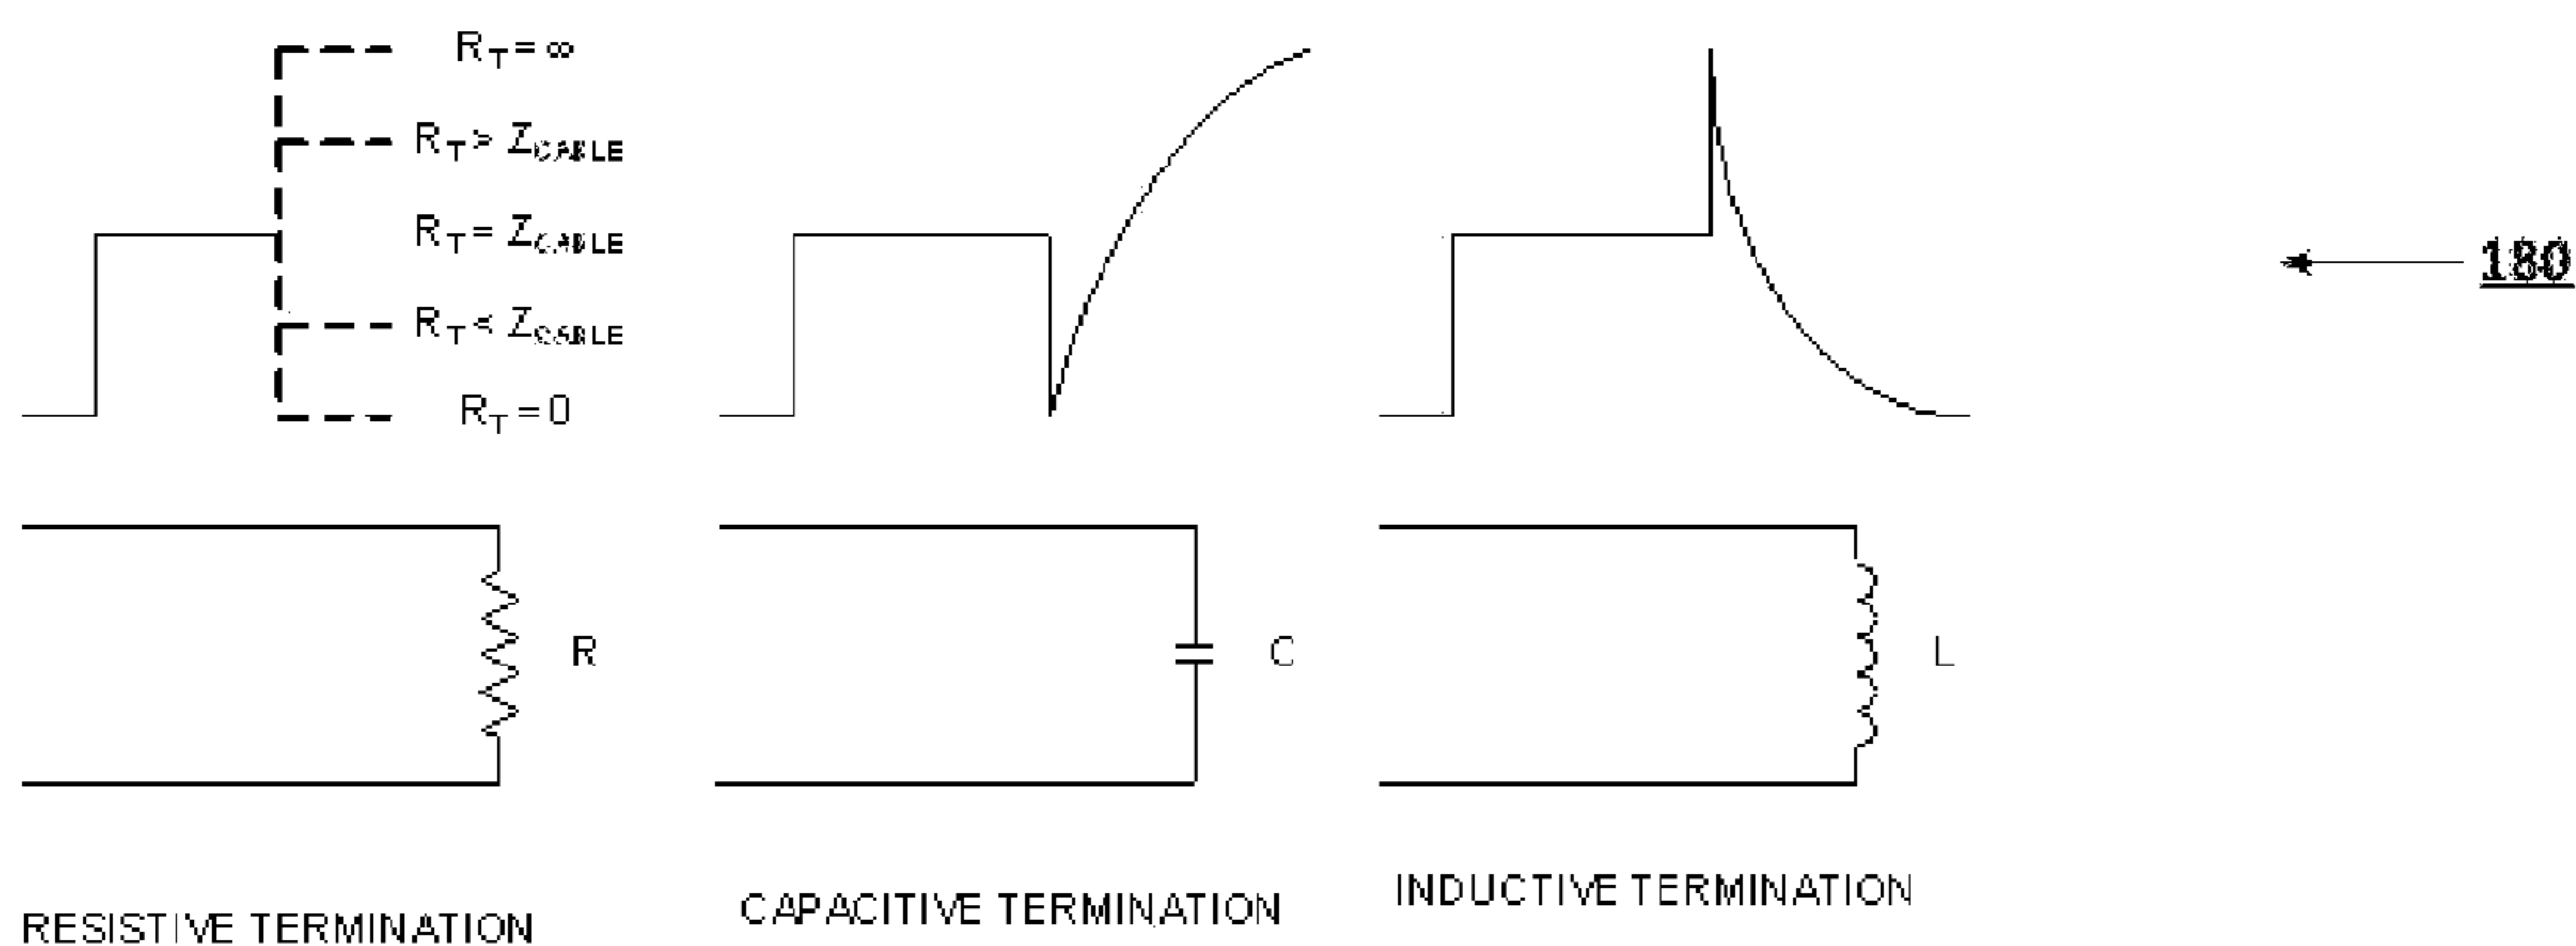 R_T = ∞
R_T > Z_CABLE
R_T = Z_CABLE
R_T < Z_CABLE
R_T = 0
180
R
C
L
RESISTIVE TERMINATION
CAPACITIVE TERMINATION
INDUCTIVE TERMINATION